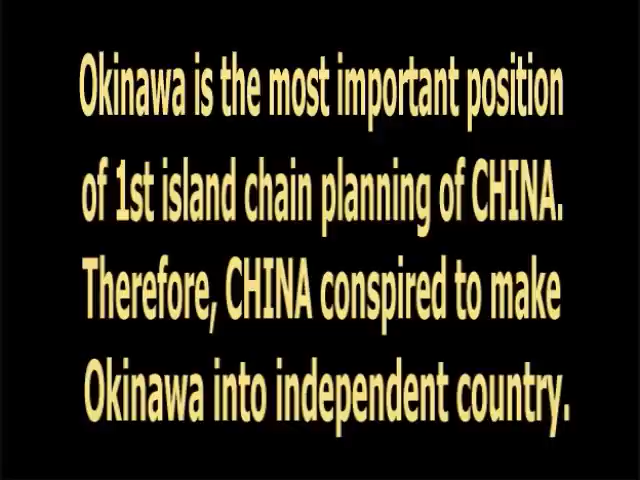 Okinawa is the most important position
of 1st island chain planning of CHINA.
Therefore, CHINA conspired to make
Okinawa into independent country.